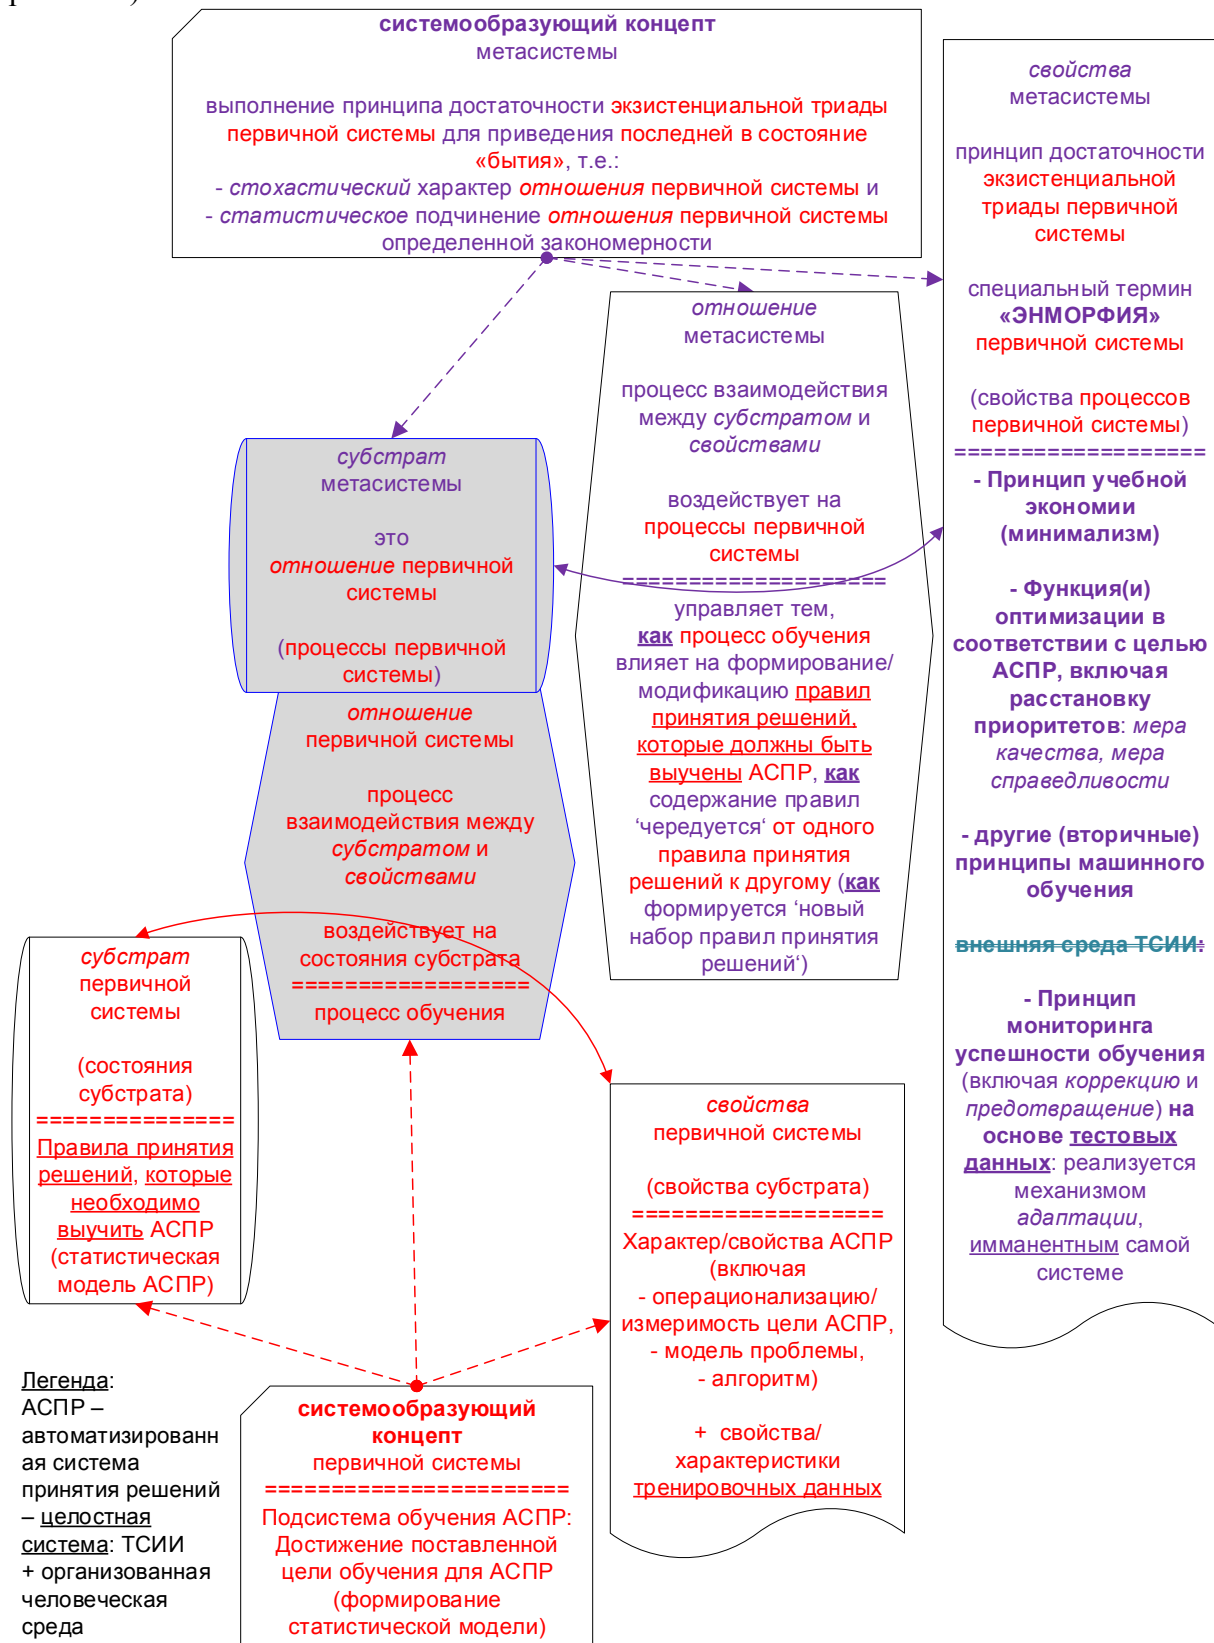 системообразующий концепт
метасистемы
выполнение принципа достаточности экзистенциальной триады
первичной системы для приведения последней в состояние
«бытия», т.е.:
- стохастический характер отношения первичной системы и
- статистическое подчинение отношения первичной системы
определенной закономерности
свойства
метасистемы
принцип достаточности
экзистенциальной
триады первичной
системы
специальный термин
«ЭНМОРФИЯ»
первичной системы
(свойства процессов
первичной системы)
===================
- Принцип учебной
экономии
(минимализм)
- Функция(и)
оптимизации в
соответствии с целью
АСПР, включая
расстановку
приоритетов: мера
качества, мера
справедливости
- другие (вторичные)
принципы машинного
обучения
внешняя среда ТСИИ:
- Принцип
мониторинга
успешности обучения
(включая коррекцию и
предотвращение) на
основе тестовых
данных: реализуется
механизмом
адаптации,
имманентным самой
системе
отношение
метасистемы
процесс взаимодействия
между субстратом и
свойствами
воздействует на
процессы первичной
системы
====================
управляет тем,
как процесс обучения
влияет на формирование/
модификацию правил
принятия решений,
которые должны быть
выучены АСПР, как
содержание правил
‘чередуется‘ от одного
правила принятия
решений к другому (как
формируется ‘новый
набор правил принятия
решений‘)
субстрат
метасистемы
это
отношение первичной
системы
(процессы первичной
системы)
отношение
первичной системы
процесс
взаимодействия между
субстратом и
свойствами
воздействует на
состояния субстрата
==================
процесс обучения
субстрат
первичной
системы
(состояния
субстрата)
===============
Правила принятия
решений, которые
необходимо
выучить АСПР
(статистическая
модель АСПР)
свойства
первичной системы
(свойства субстрата)
===================
Характер/свойства АСПР
(включая
- операционализацию/
измеримость цели АСПР,
- модель проблемы,
- алгоритм)
+ свойства/
характеристики
тренировочных данных
системообразующий
концепт
первичной системы
=======================
Подсистема обучения АСПР:
Достижение поставленной
цели обучения для АСПР
(формирование
статистической модели)
Легенда:
АСПР –
автоматизированн
ая система
принятия решений
– целостная
система: ТСИИ
+ организованная
человеческая
среда